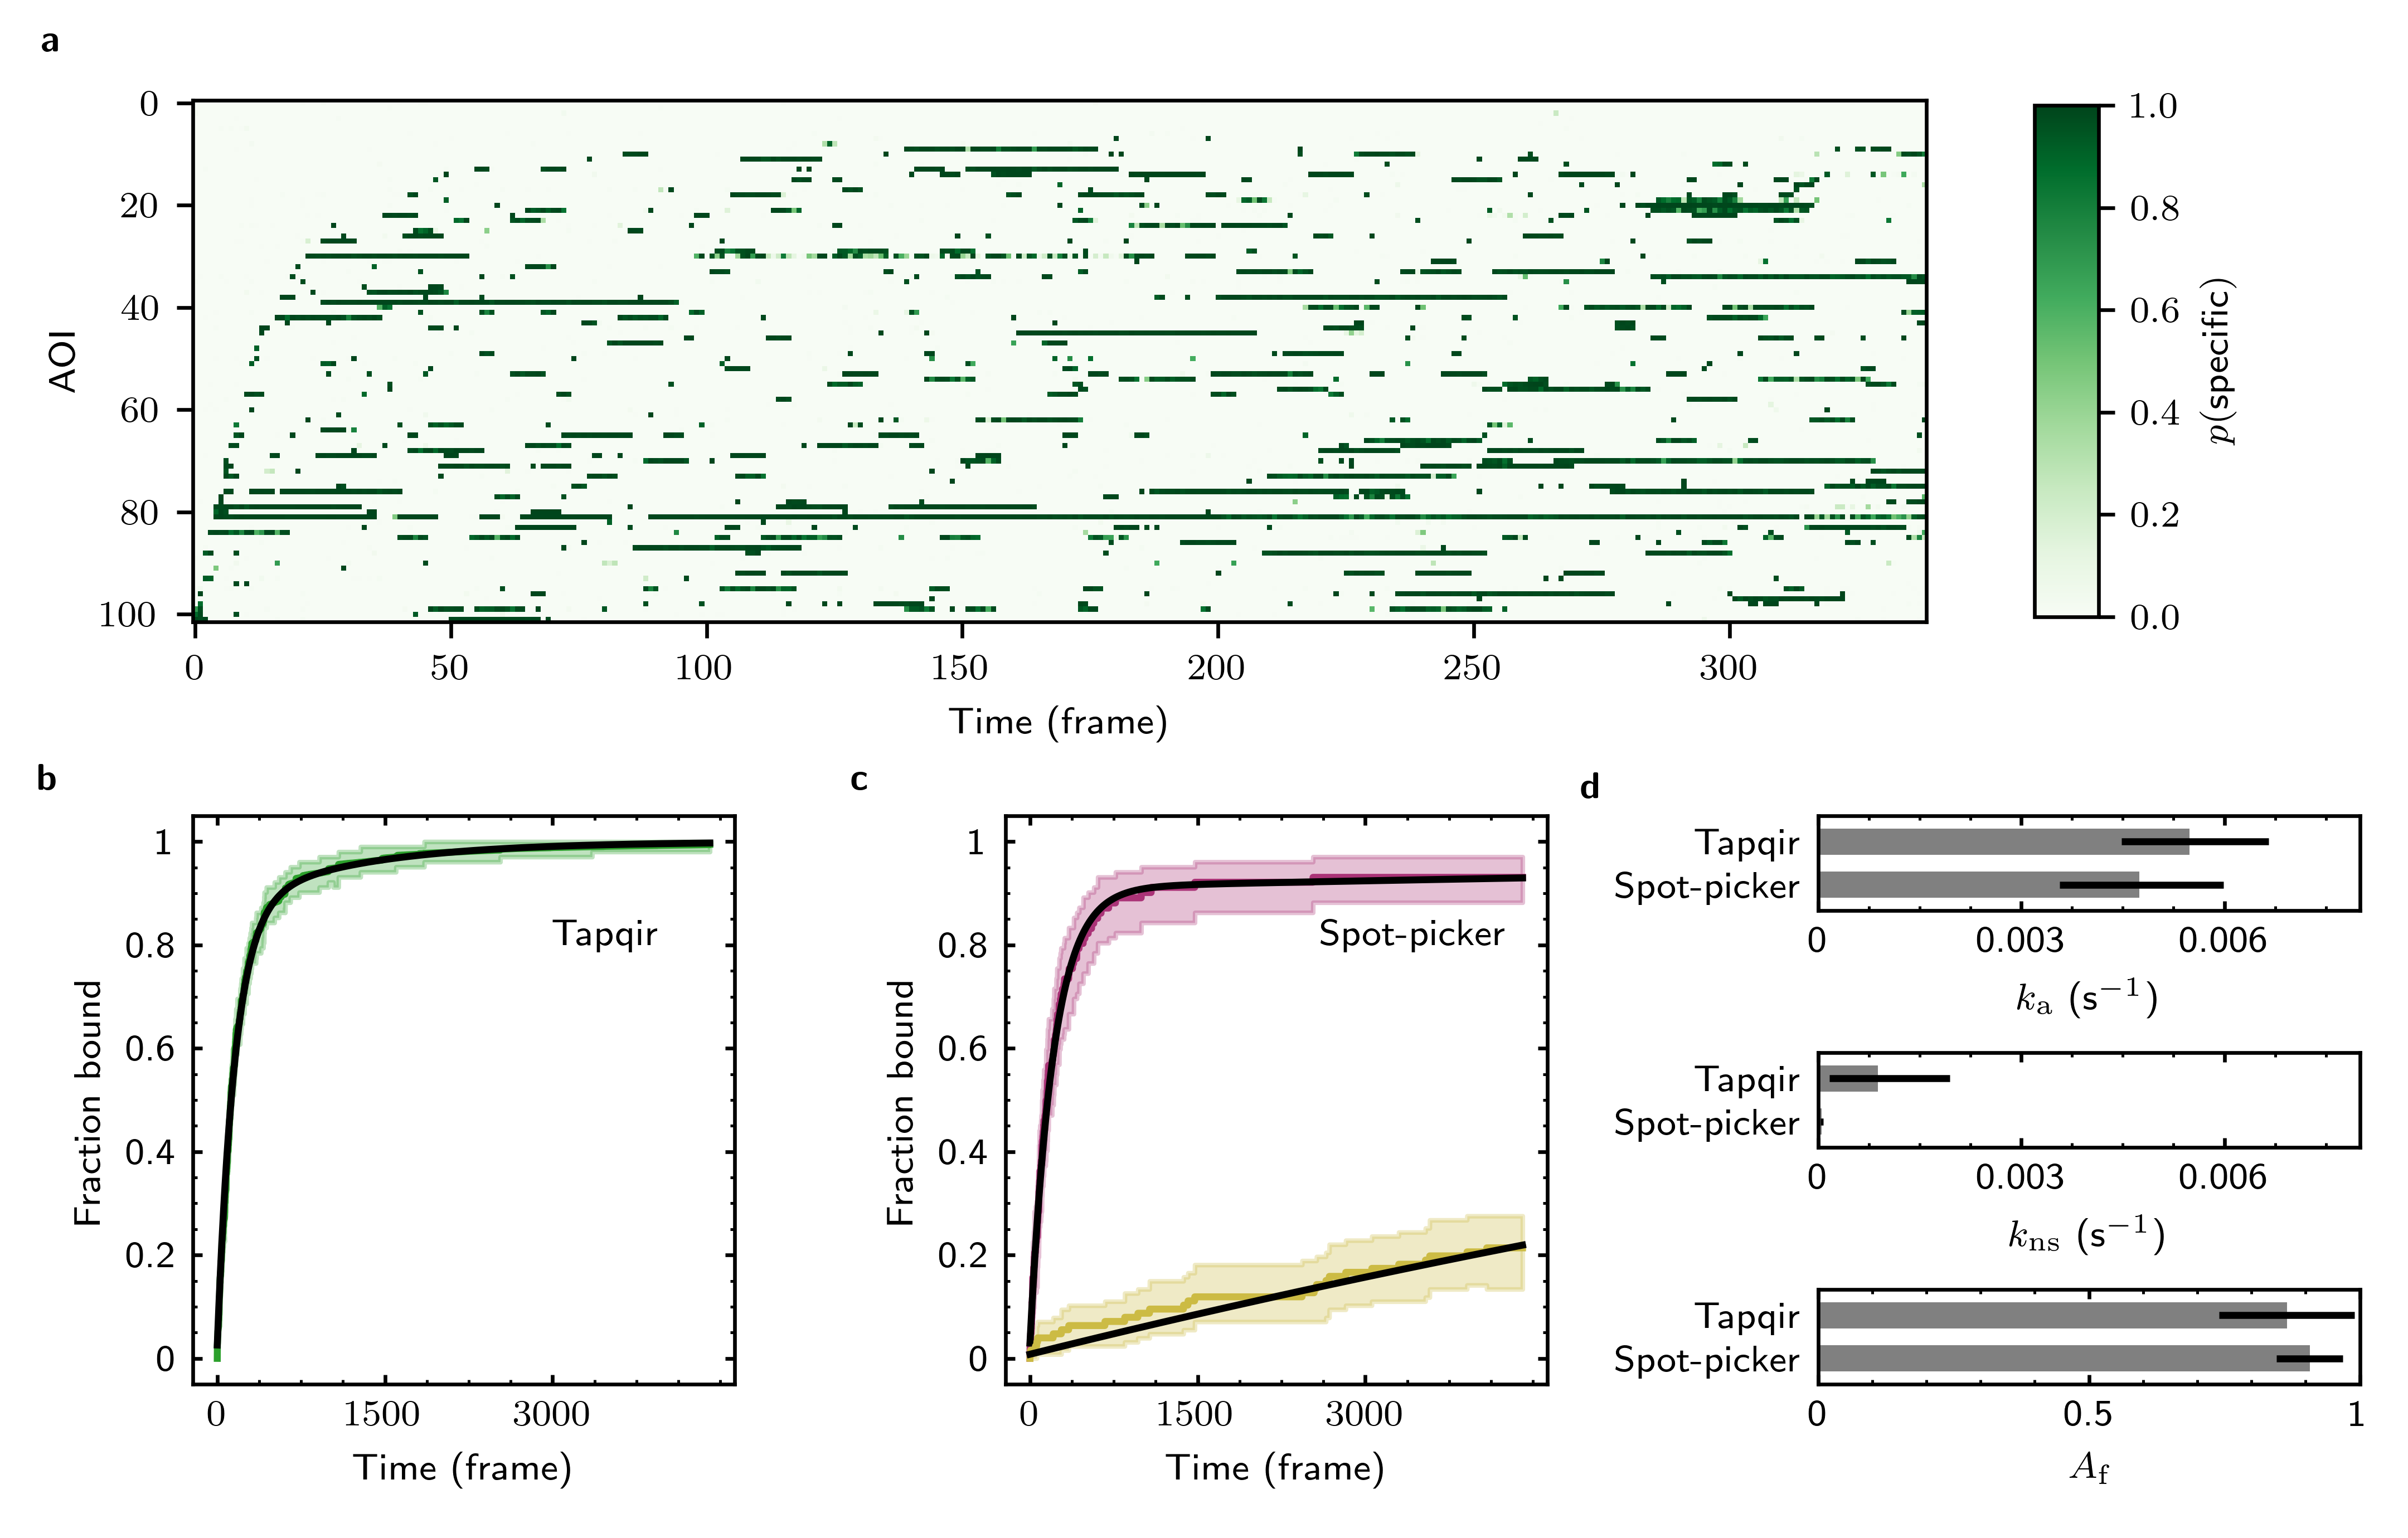 a
0
20
40
60
80
100
AOI
0 50 100 150 200 250 300
Time (frame)
1.0
0.8
0.6
0.4
0.2
0.0
p(specific)
b
1
0.8
0.6
0.4
0.2
0
Fraction bound
Tapqir
0 1500 3000
Time (frame)
c
1
0.8
0.6
0.4
0.2
0
Fraction bound
Spot-picker
0 1500 3000
Time (frame)
d
Tapqir
Spot-picker
0 0.003 0.006
kₐ (s⁻¹)
Tapqir
Spot-picker
0 0.003 0.006
kₙₛ (s⁻¹)
Tapqir
Spot-picker
0 0.5 1
A_f